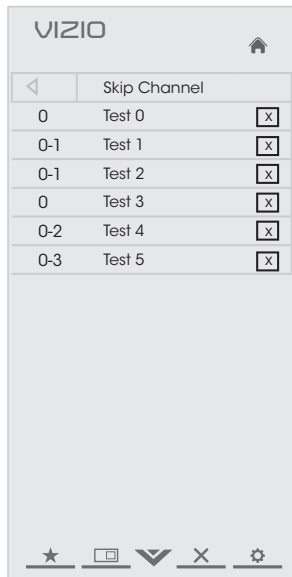 VIZIO
Skip Channel
0 Test 0 X
0-1 Test 1 X
0-1 Test 2 X
0 Test 3 X
0-2 Test 4 X
0-3 Test 5 X